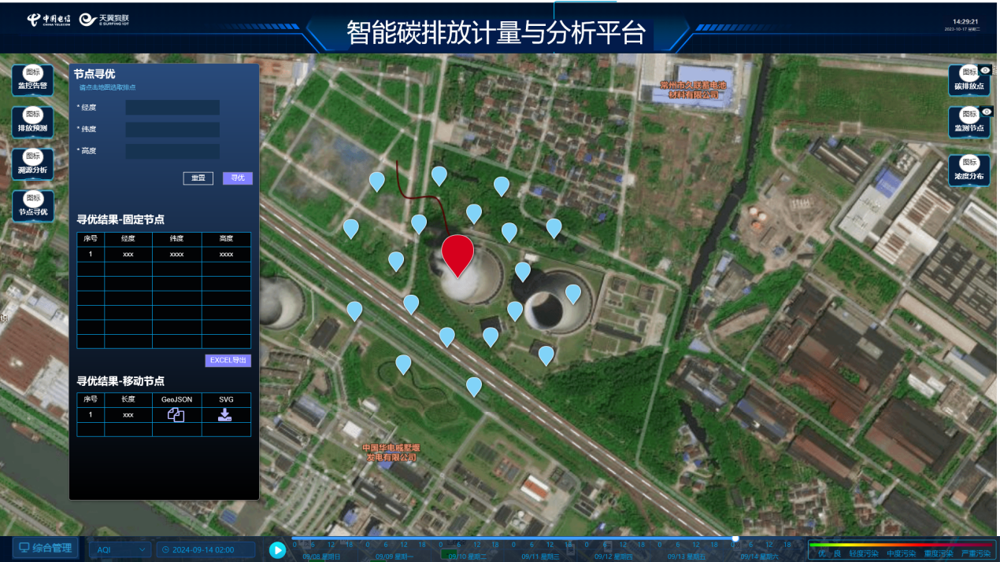 中国电信
CHINA TELECOM
天翼物联
E SURFING IOT
智能碳排放计量与分析平台
14:29:21
2023-10-17 星期二
图标
监控告警
图标
排放预测
图标
溯源分析
图标
节点寻优
节点寻优
请点击地图选取排点
* 经度
* 纬度
* 高度
重置
寻优
寻优结果-固定节点
序号 经度 纬度 高度
1 xxx xxxx xxxx
EXCEL导出
寻优结果-移动节点
序号 长度 GeoJSON SVG
1 xxx
常州市久联蓄电池
材料有限公司
中国华电戚墅堰
发电有限公司
图标
碳排放点
图标
监测节点
图标
浓度分布
综合管理
AQI
2024-09-14 02:00
0 6 12 18 0 6 12 18 0 6 12 18 0 6 12 18 0 6 12 18 0 6 12 18 0 6 12 18
09/08 星期日 09/09 星期一 09/10 星期二 09/11 星期三 09/12 星期四 09/13 星期五 09/14 星期六
优 良 轻度污染 中度污染 重度污染 严重污染